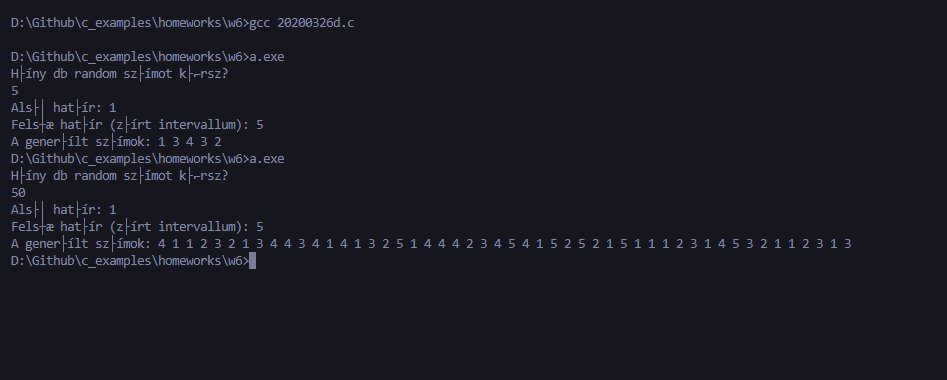 D:\Github\c_examples\homeworks\w6>gcc 20200326d.c
D:\Github\c_examples\homeworks\w6>a.exe
H├íny db random sz├ímot k├⌐rsz?
5
Als├│ hat├ír: 1
Fels┼æ hat├ír (z├írt intervallum): 5
A gener├ílt sz├ímok: 1 3 4 3 2
D:\Github\c_examples\homeworks\w6>a.exe
H├íny db random sz├ímot k├⌐rsz?
50
Als├│ hat├ír: 1
Fels┼æ hat├ír (z├írt intervallum): 5
A gener├ílt sz├ímok: 4 1 1 2 3 2 1 3 4 4 3 4 1 4 1 3 2 5 1 4 4 4 2 3 4 5 4 1 5 2 5 2 1 5 1 1 1 2 3 1 4 5 3 2 1 1 2 3 1 3
D:\Github\c_examples\homeworks\w6>